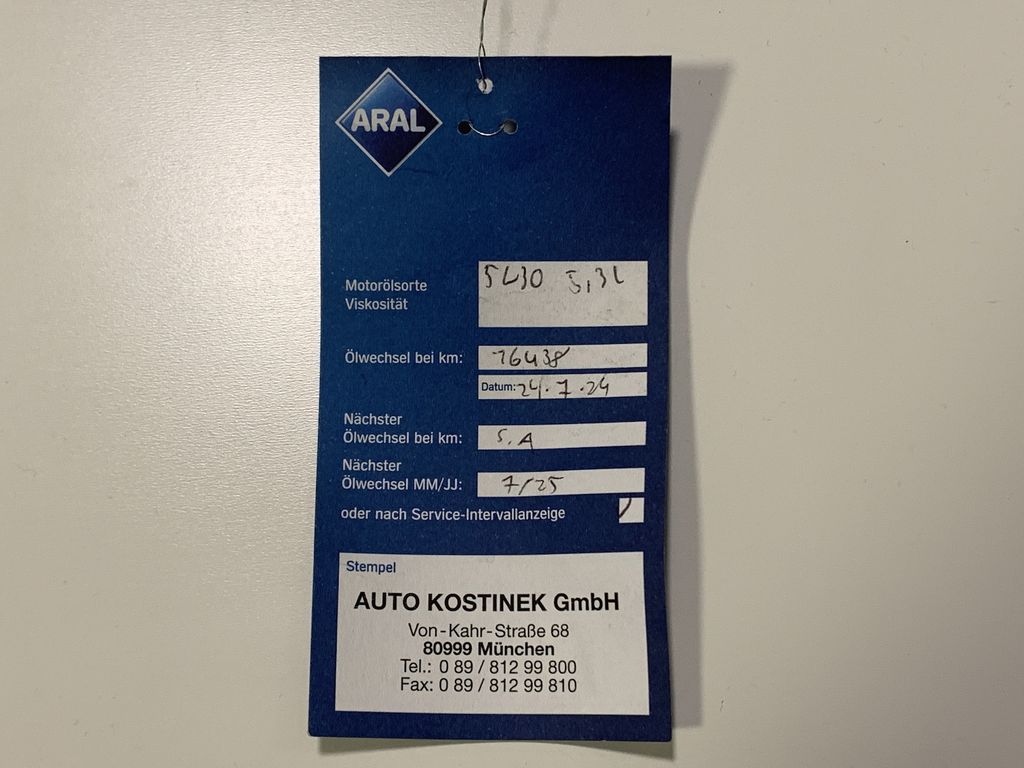 ARAL
Motorölsorte
Viskosität
5W30 5,3L
Ölwechsel bei km: 76438
Datum: 24.7.24
Nächster
Ölwechsel bei km: S.A
Nächster
Ölwechsel MM/JJ: 7/25
oder nach Service-Intervallanzeige
Stempel
AUTO KOSTINEK GmbH
Von-Kahr-Straße 68
80999 München
Tel.: 0 89 / 812 99 800
Fax: 0 89 / 812 99 810